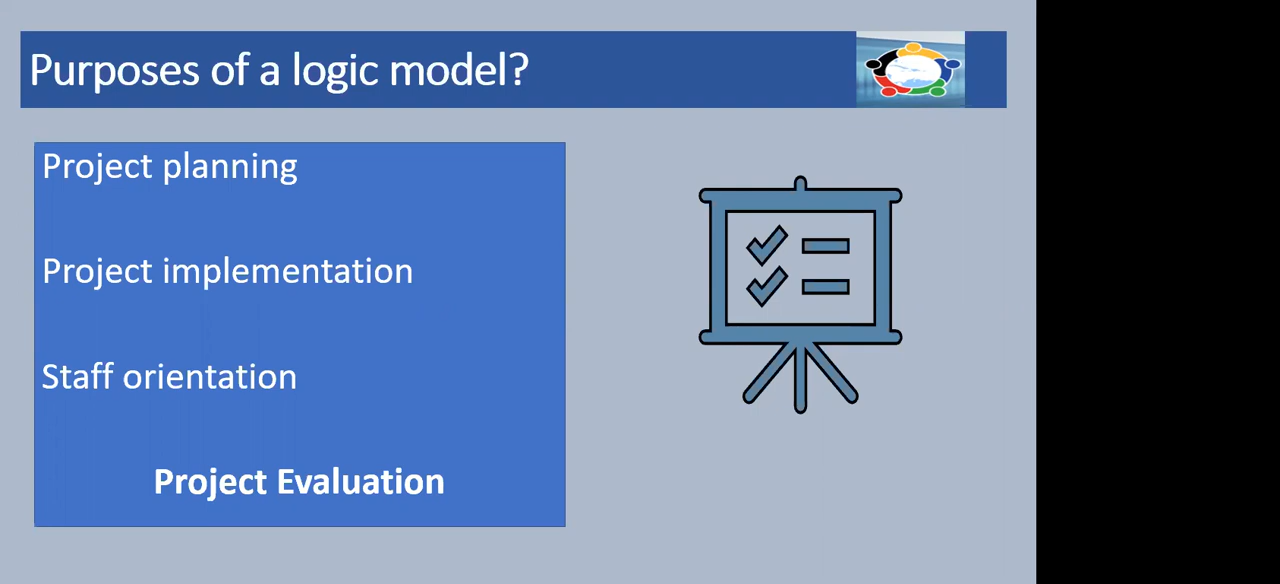 Purposes of a logic model?
Project planning
Project implementation
Staff orientation
Project Evaluation